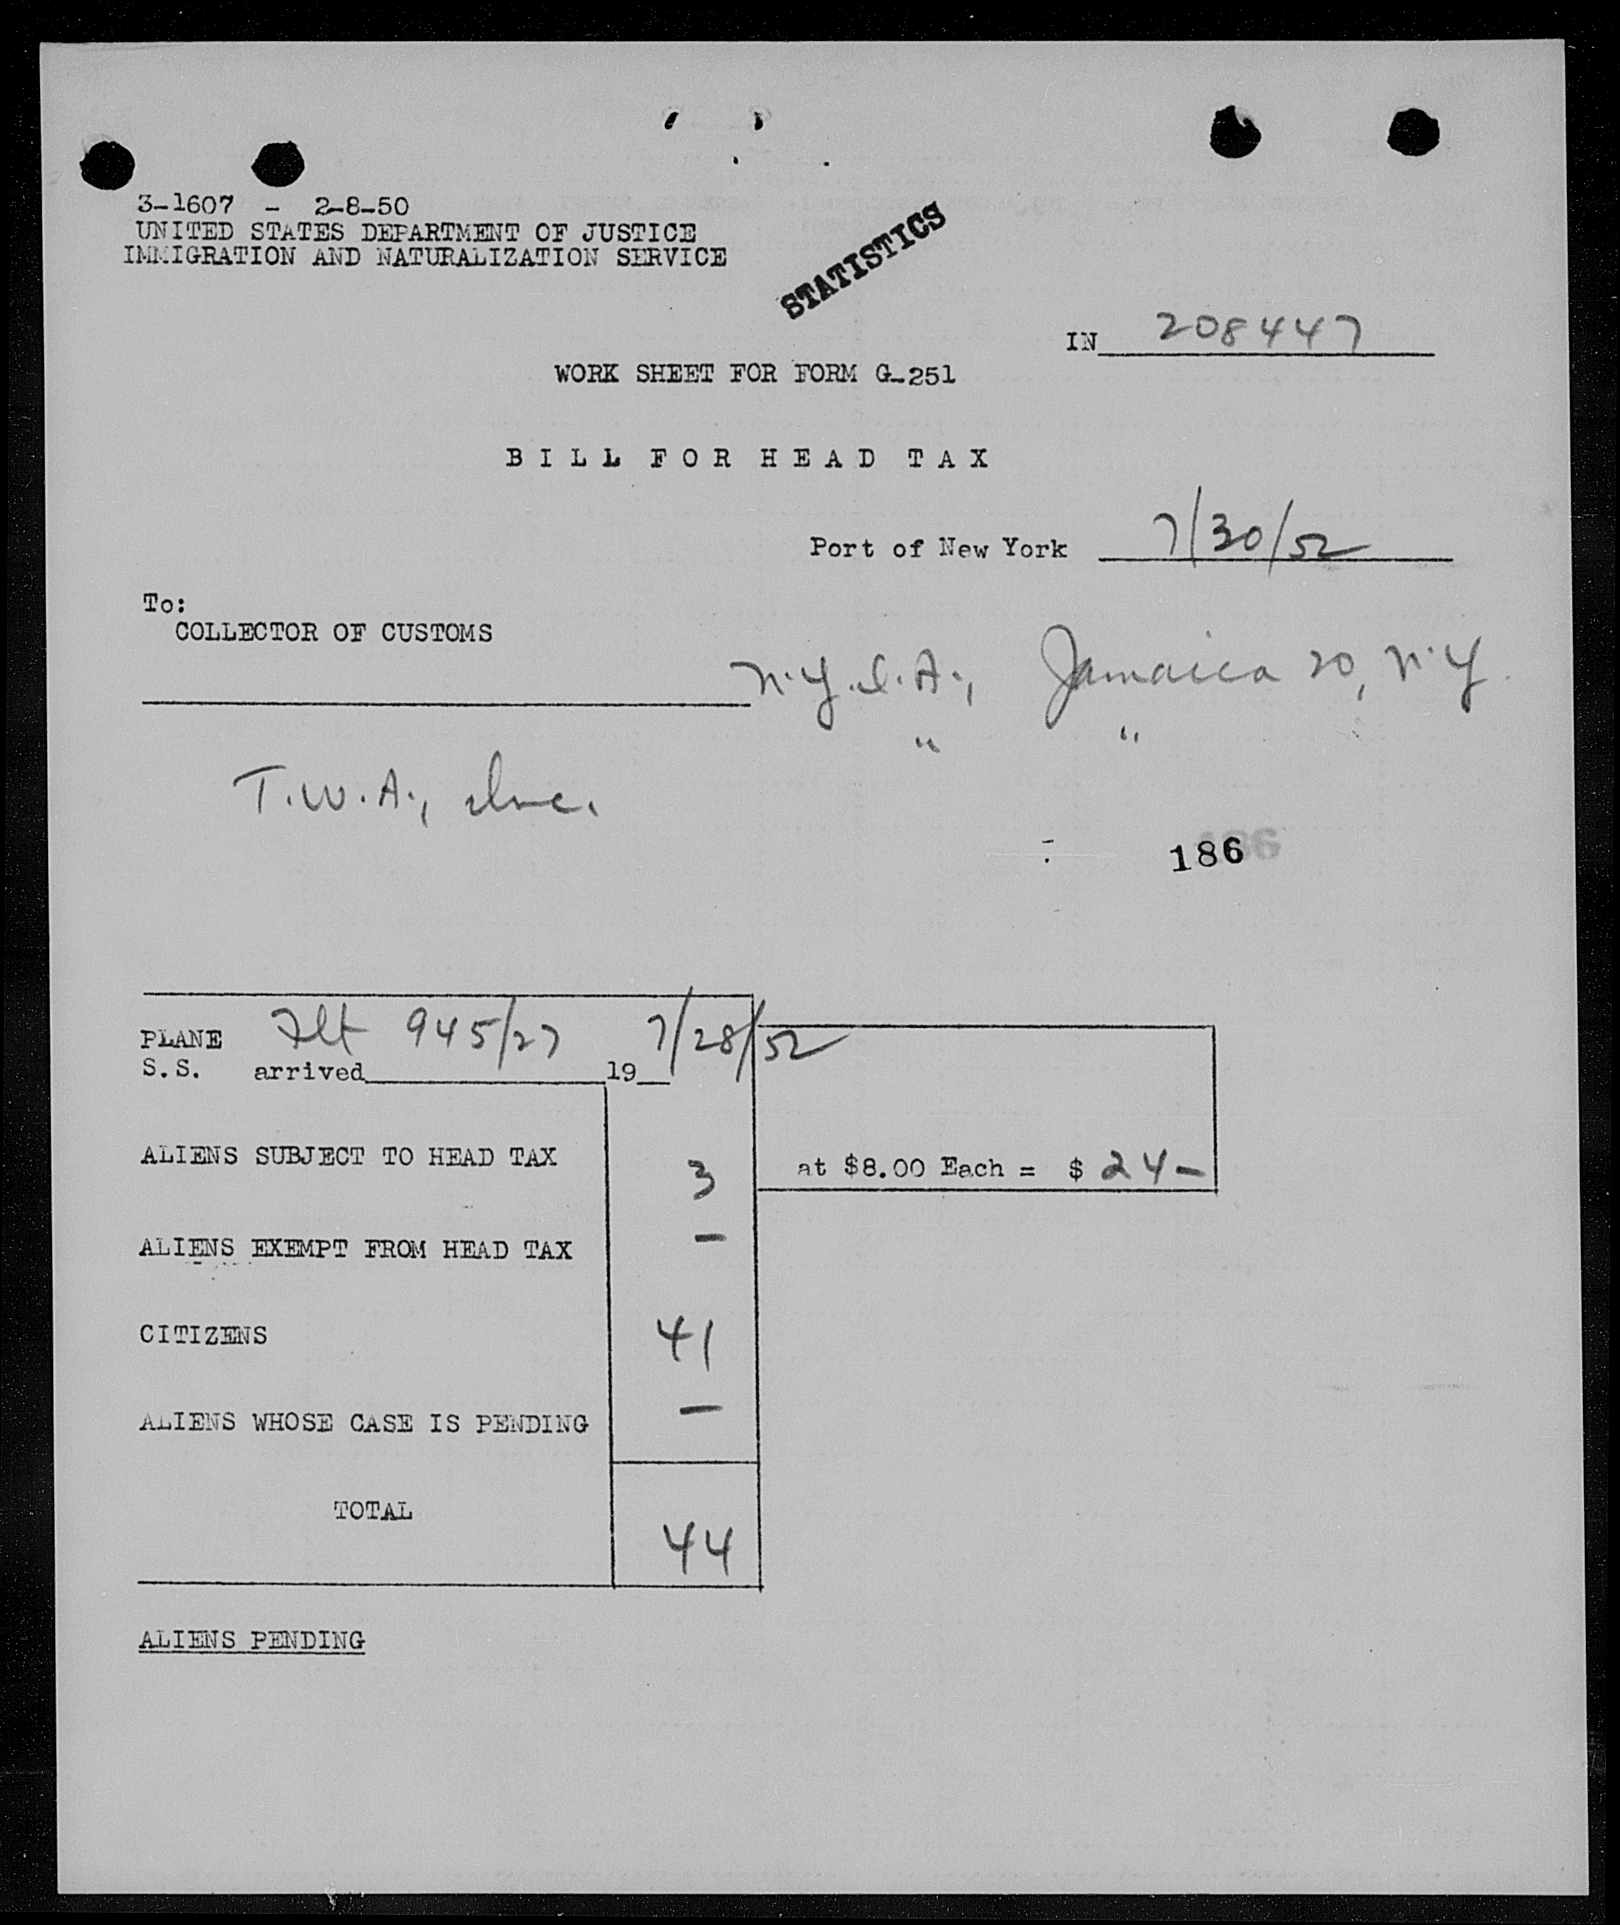 3-1607 - 2-8-50
UNITED STATES DEPARTMENT OF JUSTICE
IMMIGRATION AND NATURALIZATION SERVICE
STATISTICS
IN 208447
WORK SHEET FOR FORM G-251
BILL FOR HEAD TAX
Port of New York 7/30/52
To:
COLLECTOR OF CUSTOMS
N.Y.I.A., Jamaica 20, N.Y.
" "
T.W.A., Inc.
186
PLANE Flt 945/27 7/28/52
S.S. arrived 19
ALIENS SUBJECT TO HEAD TAX 3 at $8.00 Each = $ 24-
ALIENS EXEMPT FROM HEAD TAX -
CITIZENS 41
ALIENS WHOSE CASE IS PENDING -
TOTAL 44
ALIENS PENDING